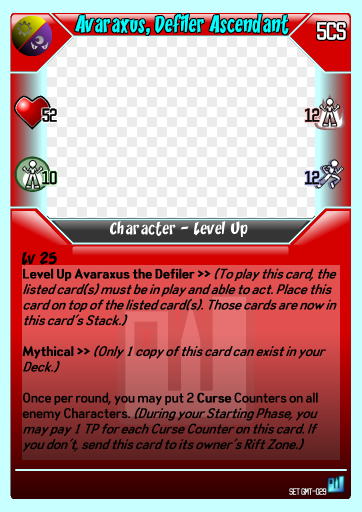 Avaraxus, Defiler Ascendant
5CS
52
12
10
12
Character - Level Up
Lv 25
Level Up Avaraxus the Defiler >> (To play this card, the
listed card(s) must be in play and able to act. Place this
card on top of the listed card(s). Those cards are now in
this card's Stack.)
Mythical >> (Only 1 copy of this card can exist in your
Deck.)
Once per round, you may put 2 Curse Counters on all
enemy Characters. (During your Starting Phase, you
may pay 1 TP for each Curse Counter on this card. If
you don't, send this card to its owner's Rift Zone.)
SET GMT-029